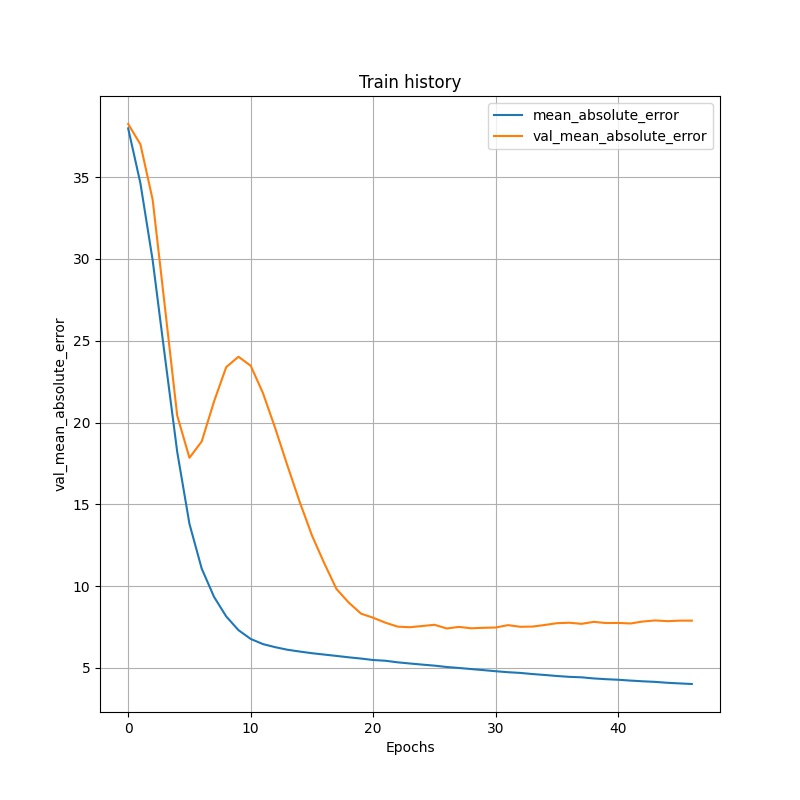 Train history
mean_absolute_error
val_mean_absolute_error
val_mean_absolute_error
35
30
25
20
15
10
5
0 10 20 30 40
Epochs